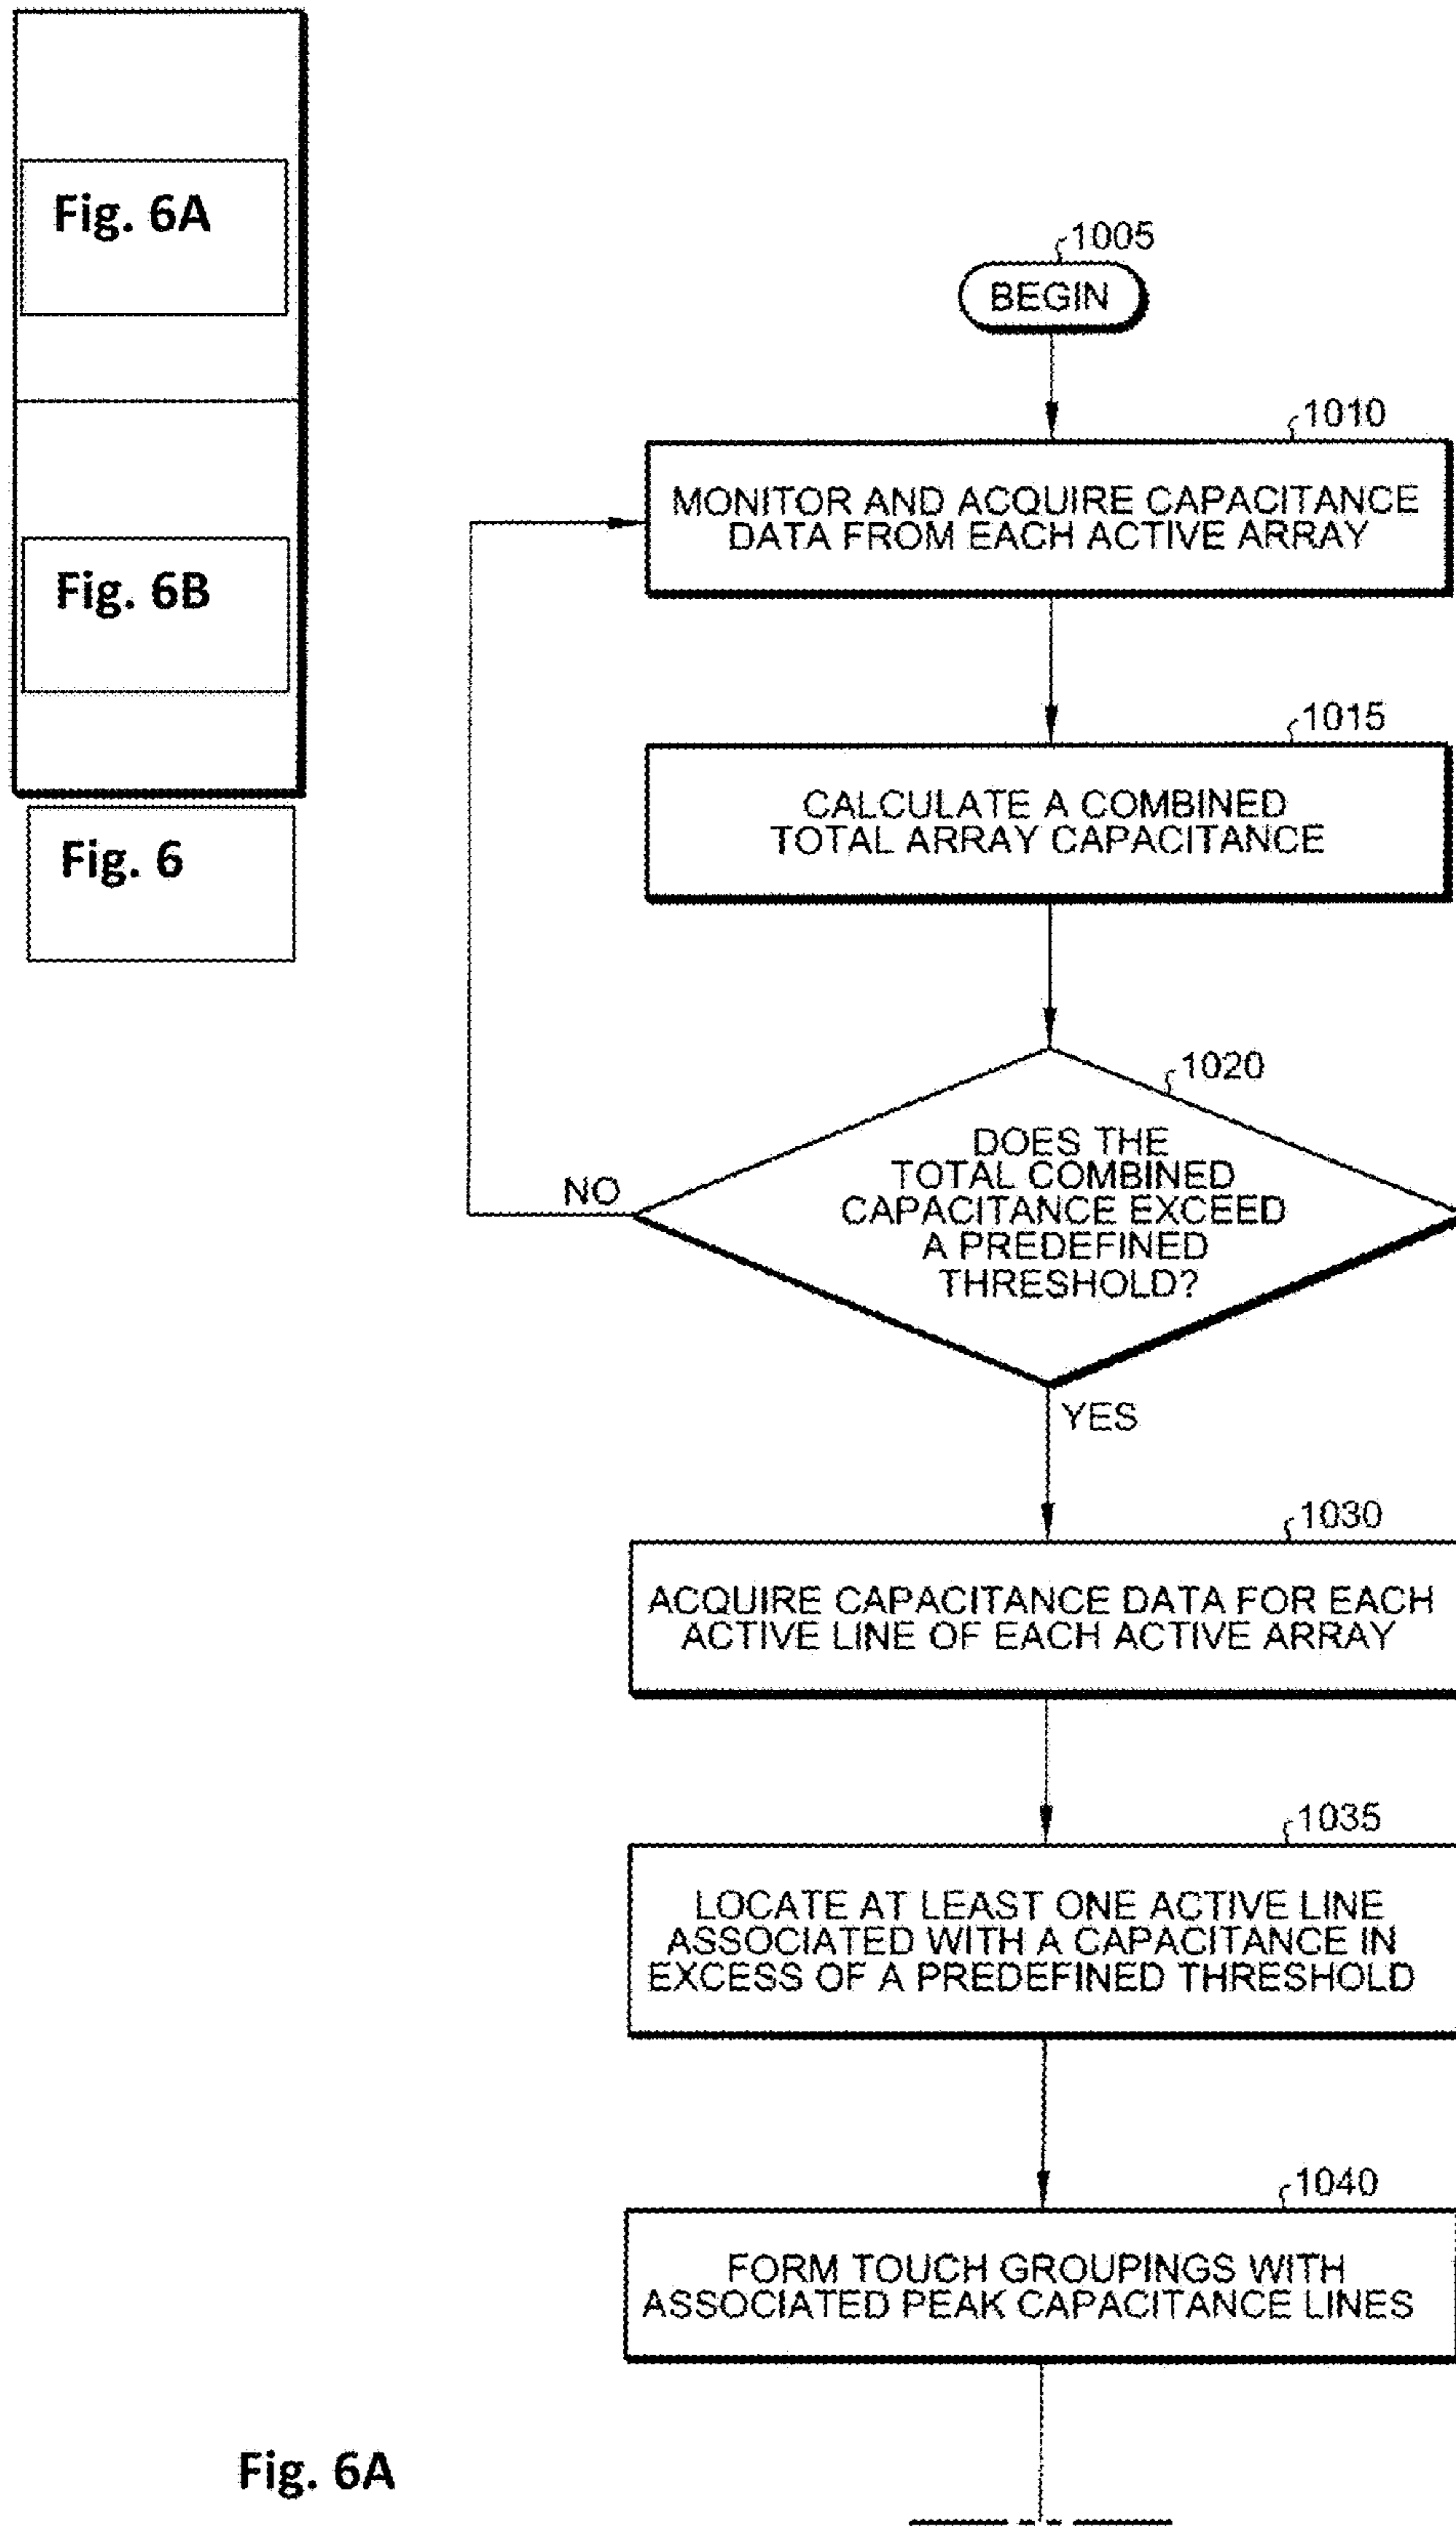 Fig. 6A
Fig. 6B
Fig. 6
1005
BEGIN
1010
MONITOR AND ACQUIRE CAPACITANCE
DATA FROM EACH ACTIVE ARRAY
1015
CALCULATE A COMBINED
TOTAL ARRAY CAPACITANCE
1020
DOES THE
TOTAL COMBINED
CAPACITANCE EXCEED
A PREDEFINED
THRESHOLD?
NO
YES
1030
ACQUIRE CAPACITANCE DATA FOR EACH
ACTIVE LINE OF EACH ACTIVE ARRAY
1035
LOCATE AT LEAST ONE ACTIVE LINE
ASSOCIATED WITH A CAPACITANCE IN
EXCESS OF A PREDEFINED THRESHOLD
1040
FORM TOUCH GROUPINGS WITH
ASSOCIATED PEAK CAPACITANCE LINES
Fig. 6A